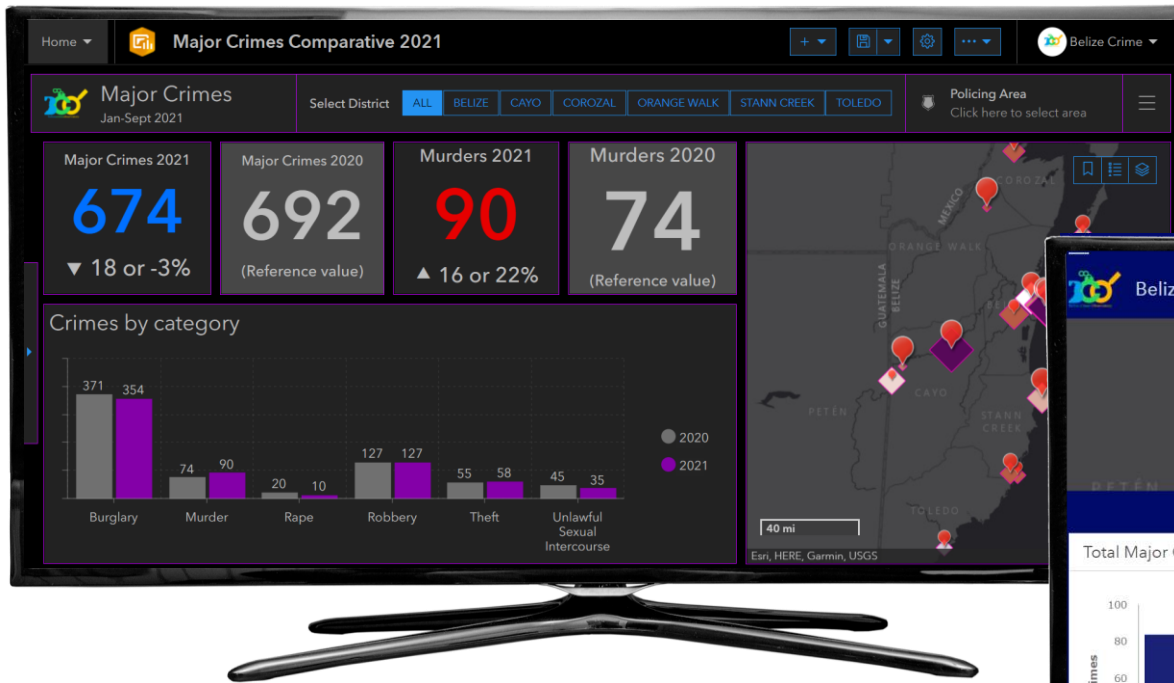 Home
Major Crimes Comparative 2021
Belize Crime
Major Crimes
Jan-Sept 2021
Select District
ALL
BELIZE
CAYO
COROZAL
ORANGE WALK
STANN CREEK
TOLEDO
Policing Area
Click here to select area
Major Crimes 2021
674
▼ 18 or -3%
Major Crimes 2020
692
(Reference value)
Murders 2021
90
▲ 16 or 22%
Murders 2020
74
(Reference value)
COROZAL
MEXICO
ORANGE WALK
GUATEMALA
BELIZE
CAYO
PETÉN
STANN
CREEK
TOLEDO
40 mi
Esri, HERE, Garmin, USGS
Crimes by category
371
354
74
90
20
10
127
127
55
58
45
35
Burglary
Murder
Rape
Robbery
Theft
Unlawful
Sexual
Intercourse
2020
2021
Beliz
PETÉN
Total Major
100
80
60